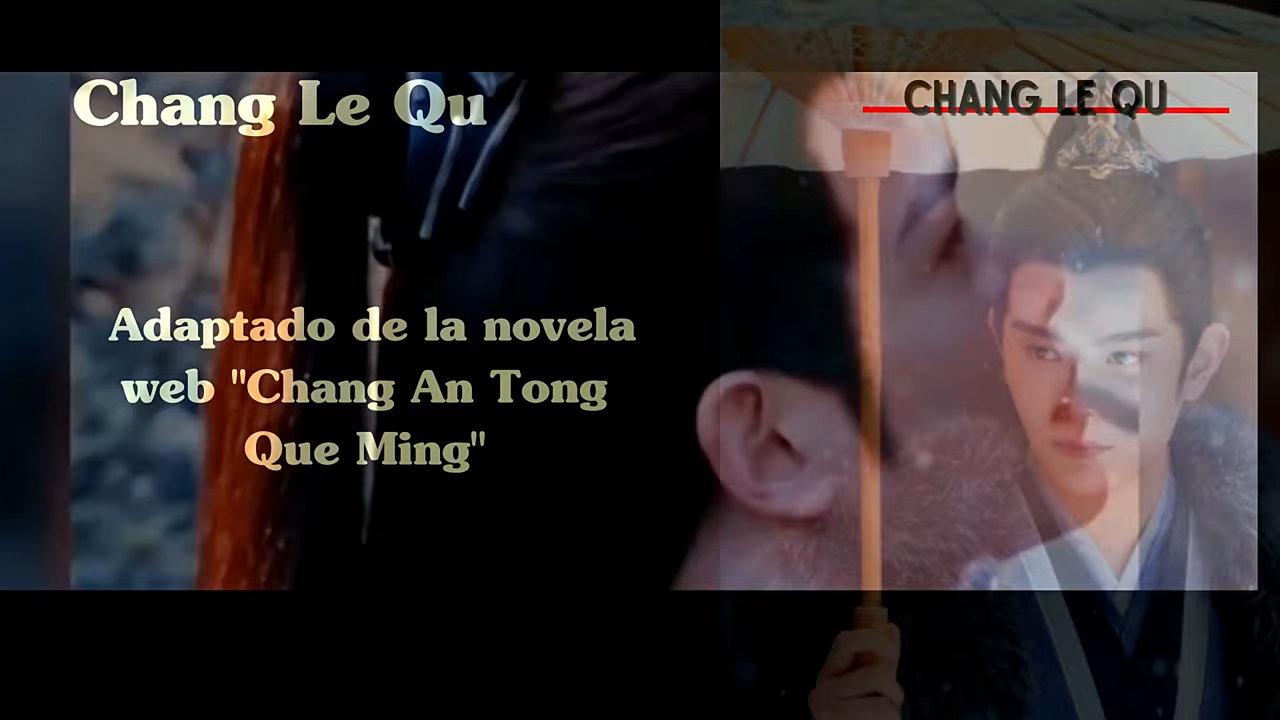 Chang Le Qu
CHANG LE QU
Adaptado de la novela
web "Chang An Tong
Que Ming"